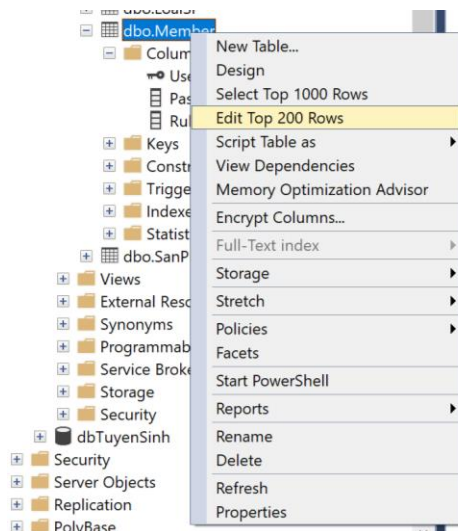 dbo.LoaiSP
dbo.Member
New Table...
Design
Select Top 1000 Rows
Edit Top 200 Rows
Script Table as
View Dependencies
Memory Optimization Advisor
Encrypt Columns...
Full-Text index
Storage
Stretch
Policies
Facets
Start PowerShell
Reports
Rename
Delete
Refresh
Properties
Colum
Use
Pas
Rul
Keys
Constr
Trigge
Indexe
Statist
dbo.SanP
Views
External Reso
Synonyms
Programmab
Service Broke
Storage
Security
dbTuyenSinh
Security
Server Objects
Replication
PolyBase